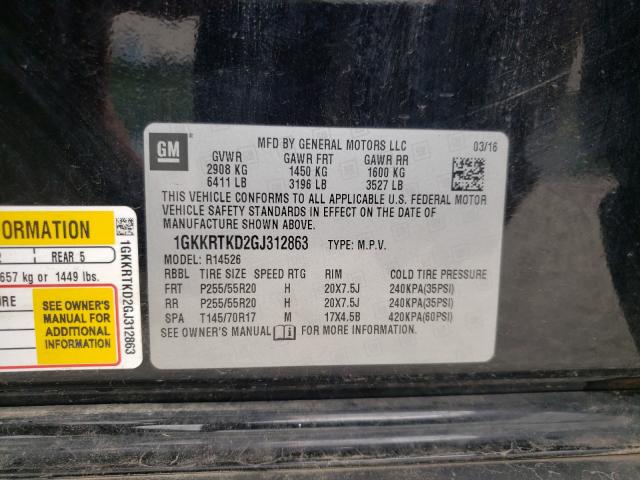 GM
MFD BY GENERAL MOTORS LLC 03/16
GVWR GAWR FRT GAWR RR
2908 KG 1450 KG 1600 KG
6411 LB 3196 LB 3527 LB
THIS VEHICLE CONFORMS TO ALL APPLICABLE U.S. FEDERAL MOTOR
VEHICLE SAFETY STANDARDS IN EFFECT ON THE DATE OF
MANUFACTURE SHOWN ABOVE.
1GKKRTKD2GJ312863 TYPE: M.P.V.
MODEL: R14526
RBBL TIRE SIZE SPEED RTG RIM COLD TIRE PRESSURE
FRT P255/55R20 H 20X7.5J 240KPA(35PSI)
RR P255/55R20 H 20X7.5J 240KPA(35PSI)
SPA T145/70R17 M 17X4.5B 420KPA(60PSI)
SEE OWNER'S MANUAL FOR MORE INFORMATION.
ORMATION
REAR 5
657 kg or 1449 lbs.
SEE OWNER'S
MANUAL FOR
ADDITIONAL
INFORMATION
1GKKRTKD2GJ312863